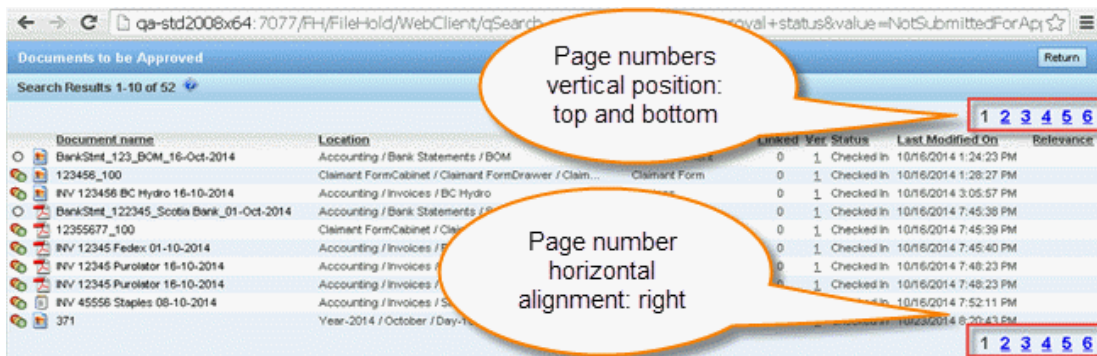 qa-std2008x64:7077/FH/FileHold/WebClient/qSearch
roval+status&value=NotSubmittedForApp
Documents to be Approved
Return
Search Results 1-10 of 52
Page numbers
vertical position:
top and bottom
1 2 3 4 5 6
Document name Location Linked Ver Status Last Modified On Relevance
BankStmt_123_BOM_16-Oct-2014 Accounting / Bank Statements / BOM 0 1 Checked In 10/16/2014 1:24:23 PM
123456_100 Claimant FormCabinet / Claimant FormDrawer / Claim... Claimant Form 0 1 Checked In 10/16/2014 1:28:27 PM
INV 123456 BC Hydro 16-10-2014 Accounting / Invoices / BC Hydro 0 1 Checked In 10/16/2014 3:05:57 PM
BankStmt_122345_Scotia Bank_01-Oct-2014 Accounting / Bank Statements / 0 1 Checked In 10/16/2014 7:45:38 PM
12355677_100 Claimant FormCabinet / 0 1 Checked In 10/16/2014 7:45:39 PM
INV 12345 Fedex 01-10-2014 Accounting / Invoices / 0 1 Checked In 10/16/2014 7:45:40 PM
INV 12345 Purolator 16-10-2014 Accounting / Invoices / 0 1 Checked In 10/16/2014 7:48:23 PM
INV 12345 Purolator 16-10-2014 Accounting / Invoices / 1 Checked In 10/16/2014 7:48:23 PM
INV 45556 Staples 08-10-2014 Accounting / Invoices / 1 Checked In 10/16/2014 7:52:11 PM
371 Year-2014 / October / 10/23/2014 8:20:43 PM
Page number
horizontal
alignment: right
1 2 3 4 5 6